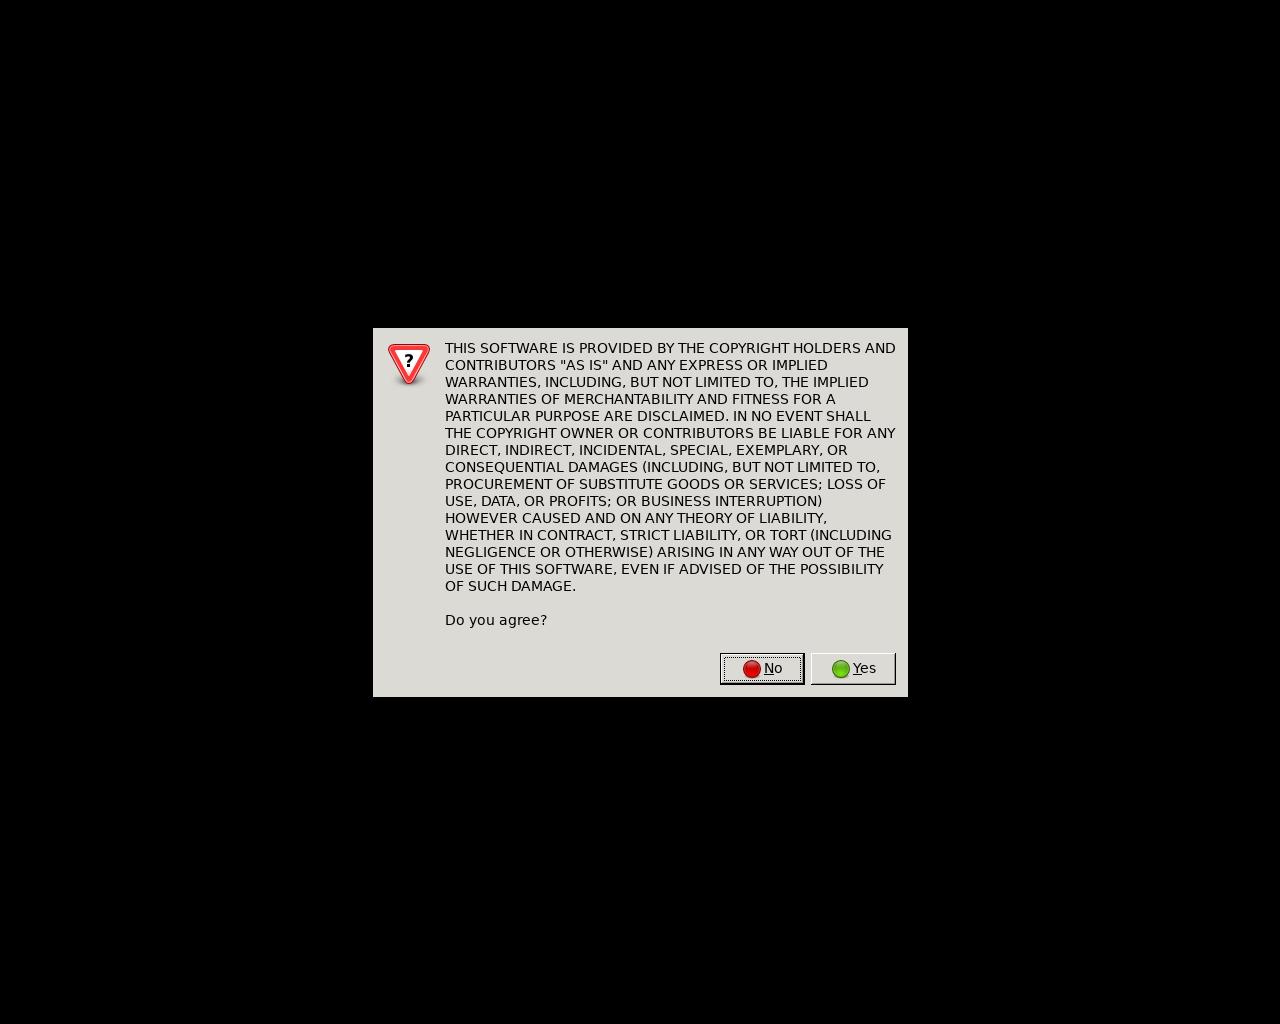 THIS SOFTWARE IS PROVIDED BY THE COPYRIGHT HOLDERS AND
CONTRIBUTORS "AS IS" AND ANY EXPRESS OR IMPLIED
WARRANTIES, INCLUDING, BUT NOT LIMITED TO, THE IMPLIED
WARRANTIES OF MERCHANTABILITY AND FITNESS FOR A
PARTICULAR PURPOSE ARE DISCLAIMED. IN NO EVENT SHALL
THE COPYRIGHT OWNER OR CONTRIBUTORS BE LIABLE FOR ANY
DIRECT, INDIRECT, INCIDENTAL, SPECIAL, EXEMPLARY, OR
CONSEQUENTIAL DAMAGES (INCLUDING, BUT NOT LIMITED TO,
PROCUREMENT OF SUBSTITUTE GOODS OR SERVICES; LOSS OF
USE, DATA, OR PROFITS; OR BUSINESS INTERRUPTION)
HOWEVER CAUSED AND ON ANY THEORY OF LIABILITY,
WHETHER IN CONTRACT, STRICT LIABILITY, OR TORT (INCLUDING
NEGLIGENCE OR OTHERWISE) ARISING IN ANY WAY OUT OF THE
USE OF THIS SOFTWARE, EVEN IF ADVISED OF THE POSSIBILITY
OF SUCH DAMAGE.
Do you agree?
No Yes